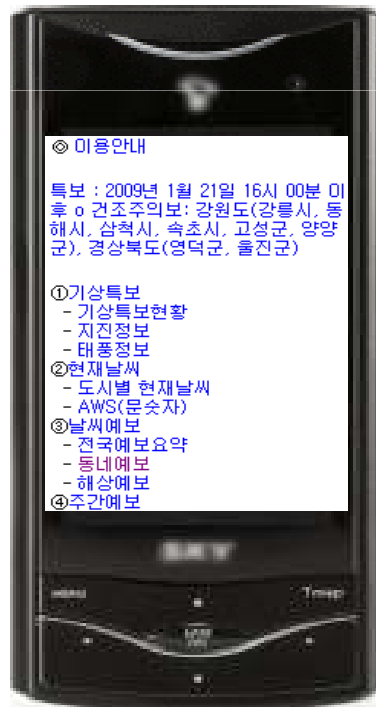 ◎ 이용안내
특보 : 2009년 1월 21일 16시 00분 이
후 o 건조주의보: 강원도(강릉시, 동
해시, 삼척시, 속초시, 고성군, 양양
군), 경상북도(영덕군, 울진군)
①기상특보
- 기상특보현황
- 지진정보
- 태풍정보
②현재날씨
- 도시별 현재날씨
- AWS(문숫자)
③날씨예보
- 전국예보요약
- 동네예보
- 해상예보
④주간예보
SKY
MENU
Tmap